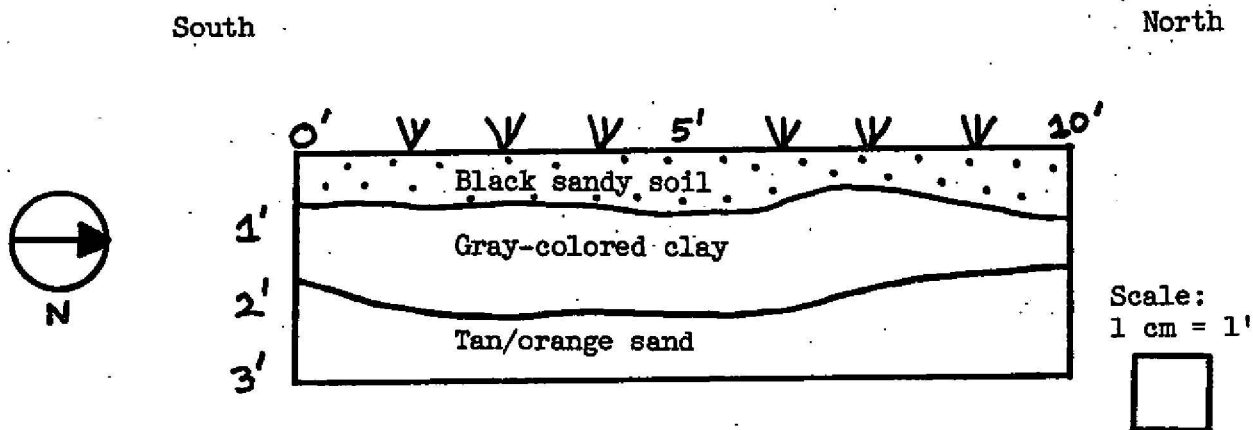 South North
0' 5' 10'
Black sandy soil
1'
Gray-colored clay
N
2'
Scale:
1 cm = 1'
Tan/orange sand
3'